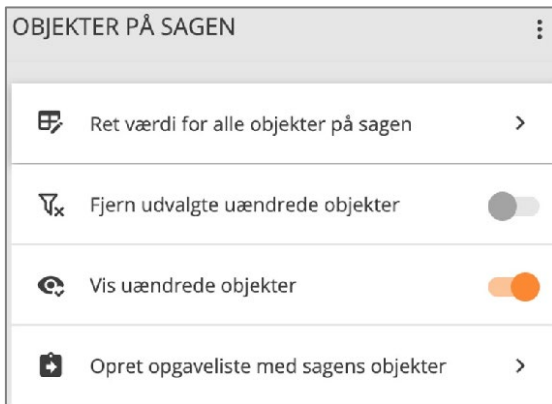 OBJEKTER PÅ SAGEN
Ret værdi for alle objekter på sagen
Fjern udvalgte uændrede objekter
Vis uændrede objekter
Opret opgaveliste med sagens objekter